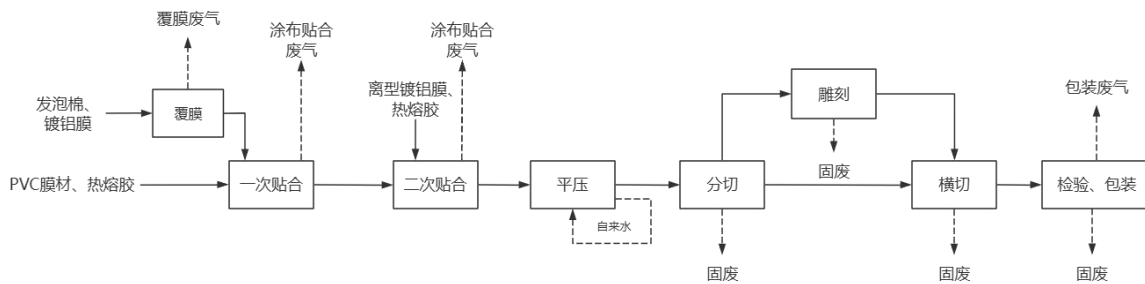 覆膜废气
涂布贴合
废气
涂布贴合
废气
发泡棉、
镀铝膜
覆膜
离型镀铝膜、
热熔胶
雕刻
包装废气
PVC膜材、热熔胶
一次贴合
二次贴合
平压
分切
固废
横切
检验、包装
自来水
固废
固废
固废